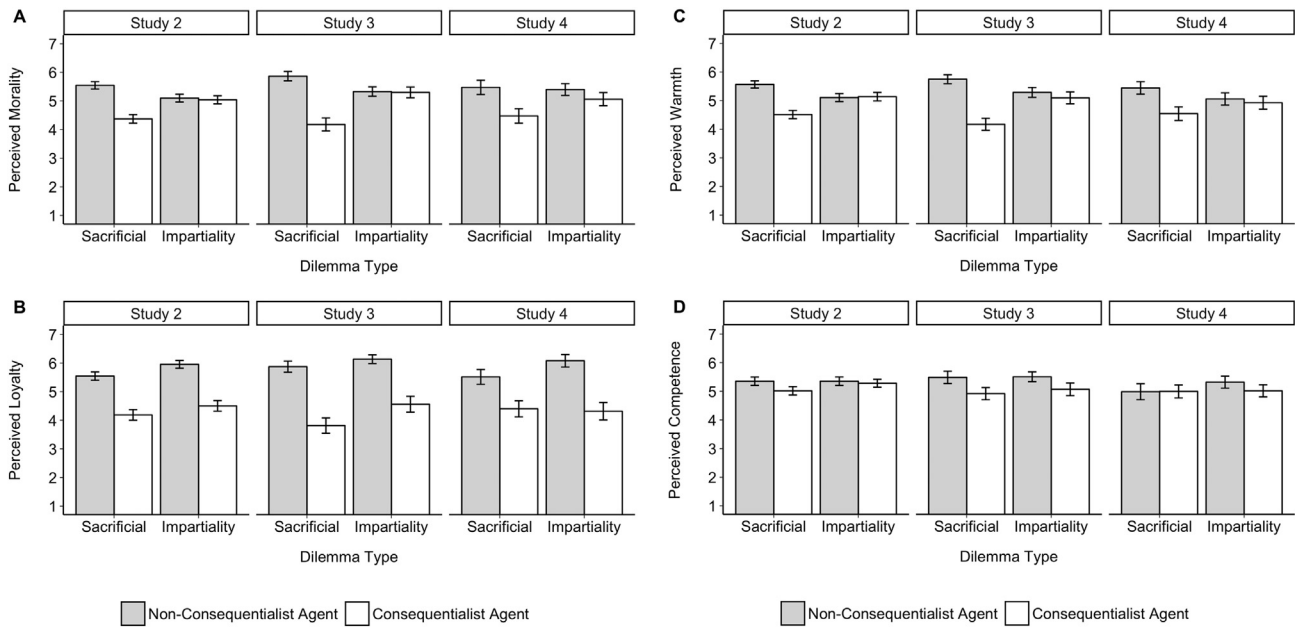 A
Study 2 Study 3 Study 4
Perceived Morality
7
6
5
4
3
2
1
Sacrificial Impartiality Sacrificial Impartiality Sacrificial Impartiality
Dilemma Type
B
Study 2 Study 3 Study 4
Perceived Loyalty
7
6
5
4
3
2
1
Sacrificial Impartiality Sacrificial Impartiality Sacrificial Impartiality
Dilemma Type
Non-Consequentialist Agent Consequentialist Agent
C
Study 2 Study 3 Study 4
Perceived Warmth
7
6
5
4
3
2
1
Sacrificial Impartiality Sacrificial Impartiality Sacrificial Impartiality
Dilemma Type
D
Study 2 Study 3 Study 4
Perceived Competence
7
6
5
4
3
2
1
Sacrificial Impartiality Sacrificial Impartiality Sacrificial Impartiality
Dilemma Type
Non-Consequentialist Agent Consequentialist Agent